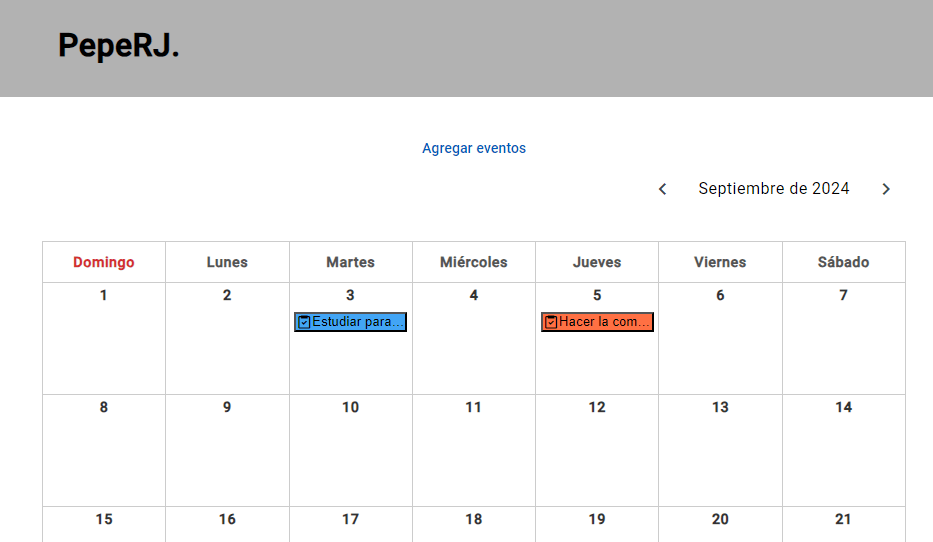 PepeRJ.
Agregar eventos
Septiembre de 2024
Domingo Lunes Martes Miércoles Jueves Viernes Sábado
1 2 3 4 5 6 7
Estudiar para... Hacer la com...
8 9 10 11 12 13 14
15 16 17 18 19 20 21